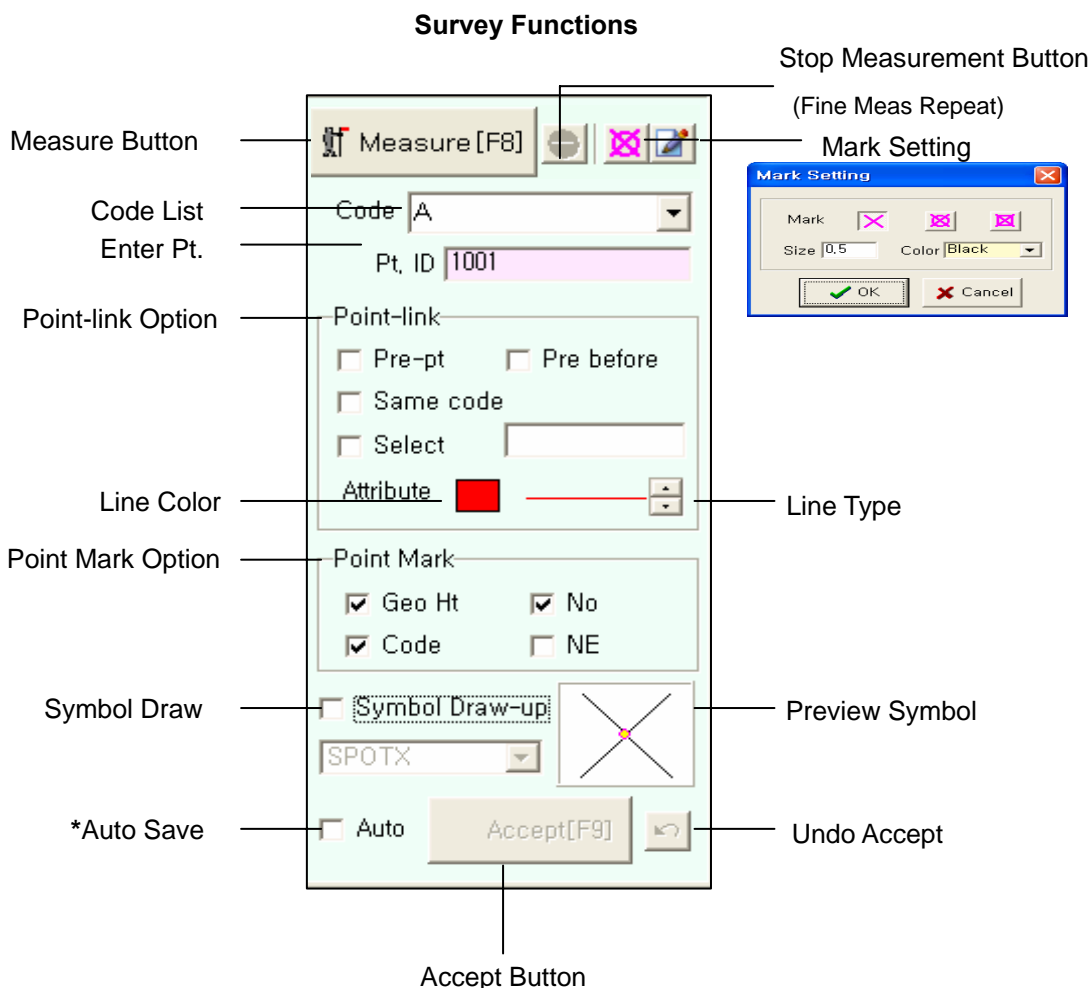 Survey Functions
Stop Measurement Button
(Fine Meas Repeat)
Measure Button
Measure[F8]
Mark Setting
Mark Setting
Mark
Size 0.5 Color Black
OK Cancel
Code List
Code A
Enter Pt.
Pt, ID 1001
Point-link Option
Point-link
Pre-pt Pre before
Same code
Select
Line Color
Attribute
Line Type
Point Mark Option
Point Mark
Geo Ht No
Code NE
Symbol Draw
Symbol Draw-up
Preview Symbol
SPOTX
*Auto Save
Auto Accept[F9]
Undo Accept
Accept Button